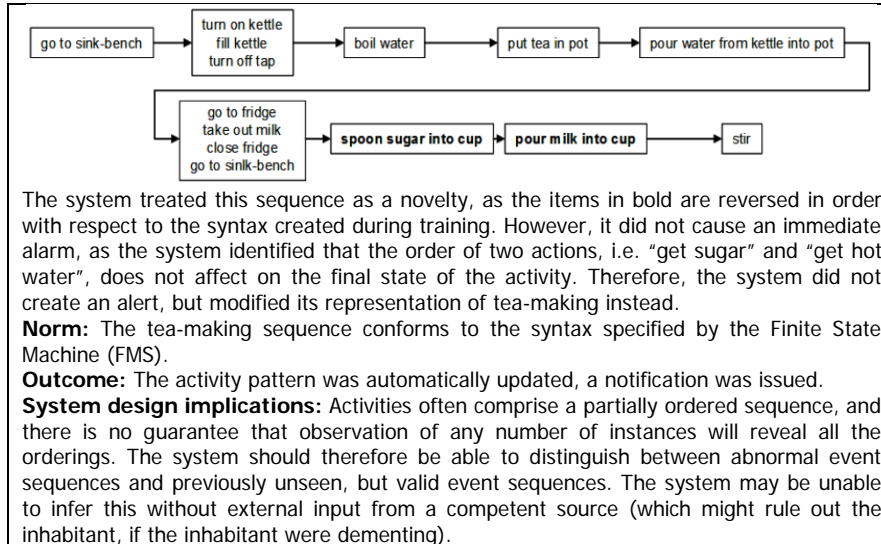 go to sink-bench
turn on kettle
fill kettle
turn off tap
boil water
put tea in pot
pour water from kettle into pot
go to fridge
take out milk
close fridge
go to sinlk-bench
spoon sugar into cup
pour milk into cup
stir
The system treated this sequence as a novelty, as the items in bold are reversed in order
with respect to the syntax created during training. However, it did not cause an immediate
alarm, as the system identified that the order of two actions, i.e. "get sugar" and "get hot
water", does not affect on the final state of the activity. Therefore, the system did not
create an alert, but modified its representation of tea-making instead.
Norm: The tea-making sequence conforms to the syntax specified by the Finite State
Machine (FMS).
Outcome: The activity pattern was automatically updated, a notification was issued.
System design implications: Activities often comprise a partially ordered sequence, and
there is no guarantee that observation of any number of instances will reveal all the
orderings. The system should therefore be able to distinguish between abnormal event
sequences and previously unseen, but valid event sequences. The system may be unable
to infer this without external input from a competent source (which might rule out the
inhabitant, if the inhabitant were dementing).